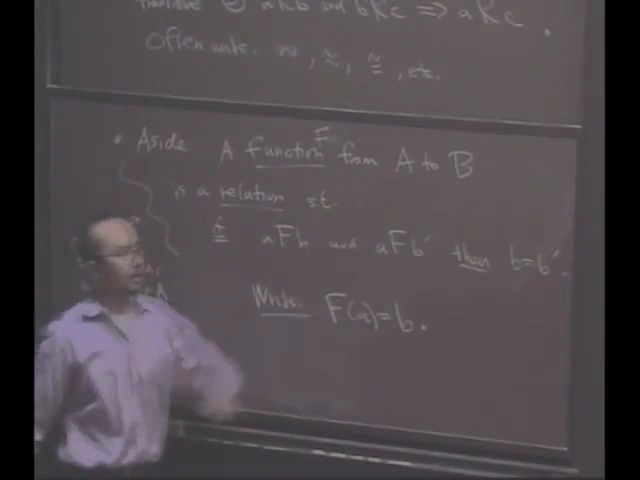 transitive ⇔ aRb and bRc ⟹ aRc.
Often write ~, ≈, ≅, etc.
• Aside A function F from A to B
is a relation s.t.
if aFb and aFb' then b=b'.
Write F(a)=b.
A